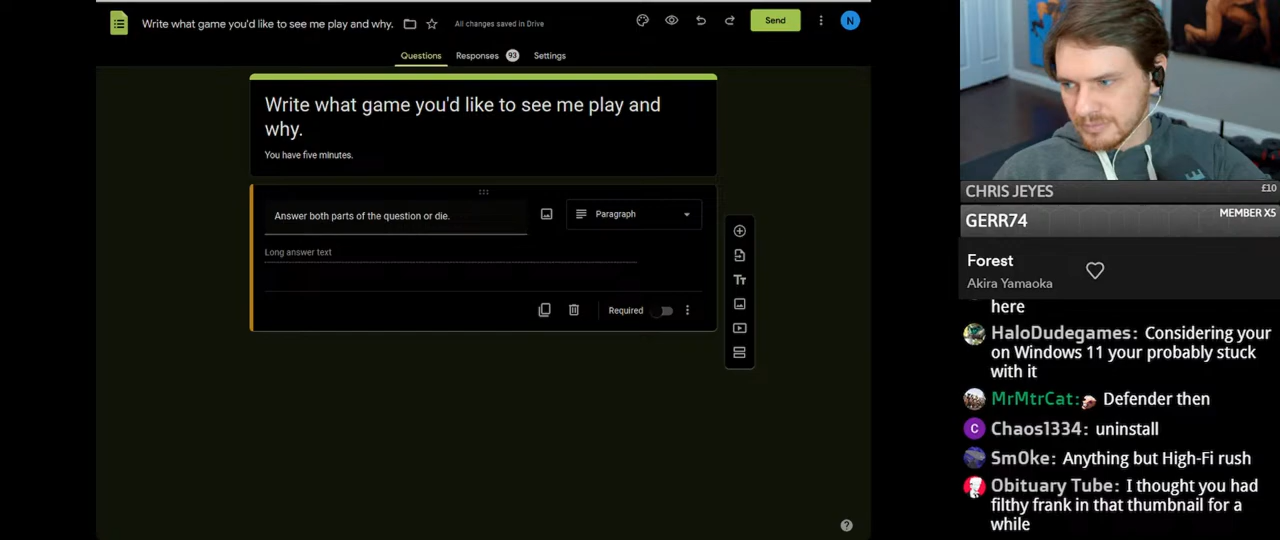 Write what game you'd like to see me play and why.
All changes saved in Drive
Send
N
Questions
Responses 93
Settings
Write what game you'd like to see me play and
why.
You have five minutes.
Answer both parts of the question or die.
Paragraph
Long answer text
Required
CHRIS JEYES £10
GERR74 MEMBER X5
Forest
Akira Yamaoka
here
HaloDudegames: Considering your
on Windows 11 your probably stuck
with it
MrMtrCat: Defender then
C Chaos1334: uninstall
Sm0ke: Anything but High-Fi rush
Obituary Tube: I thought you had
filthy frank in that thumbnail for a
while